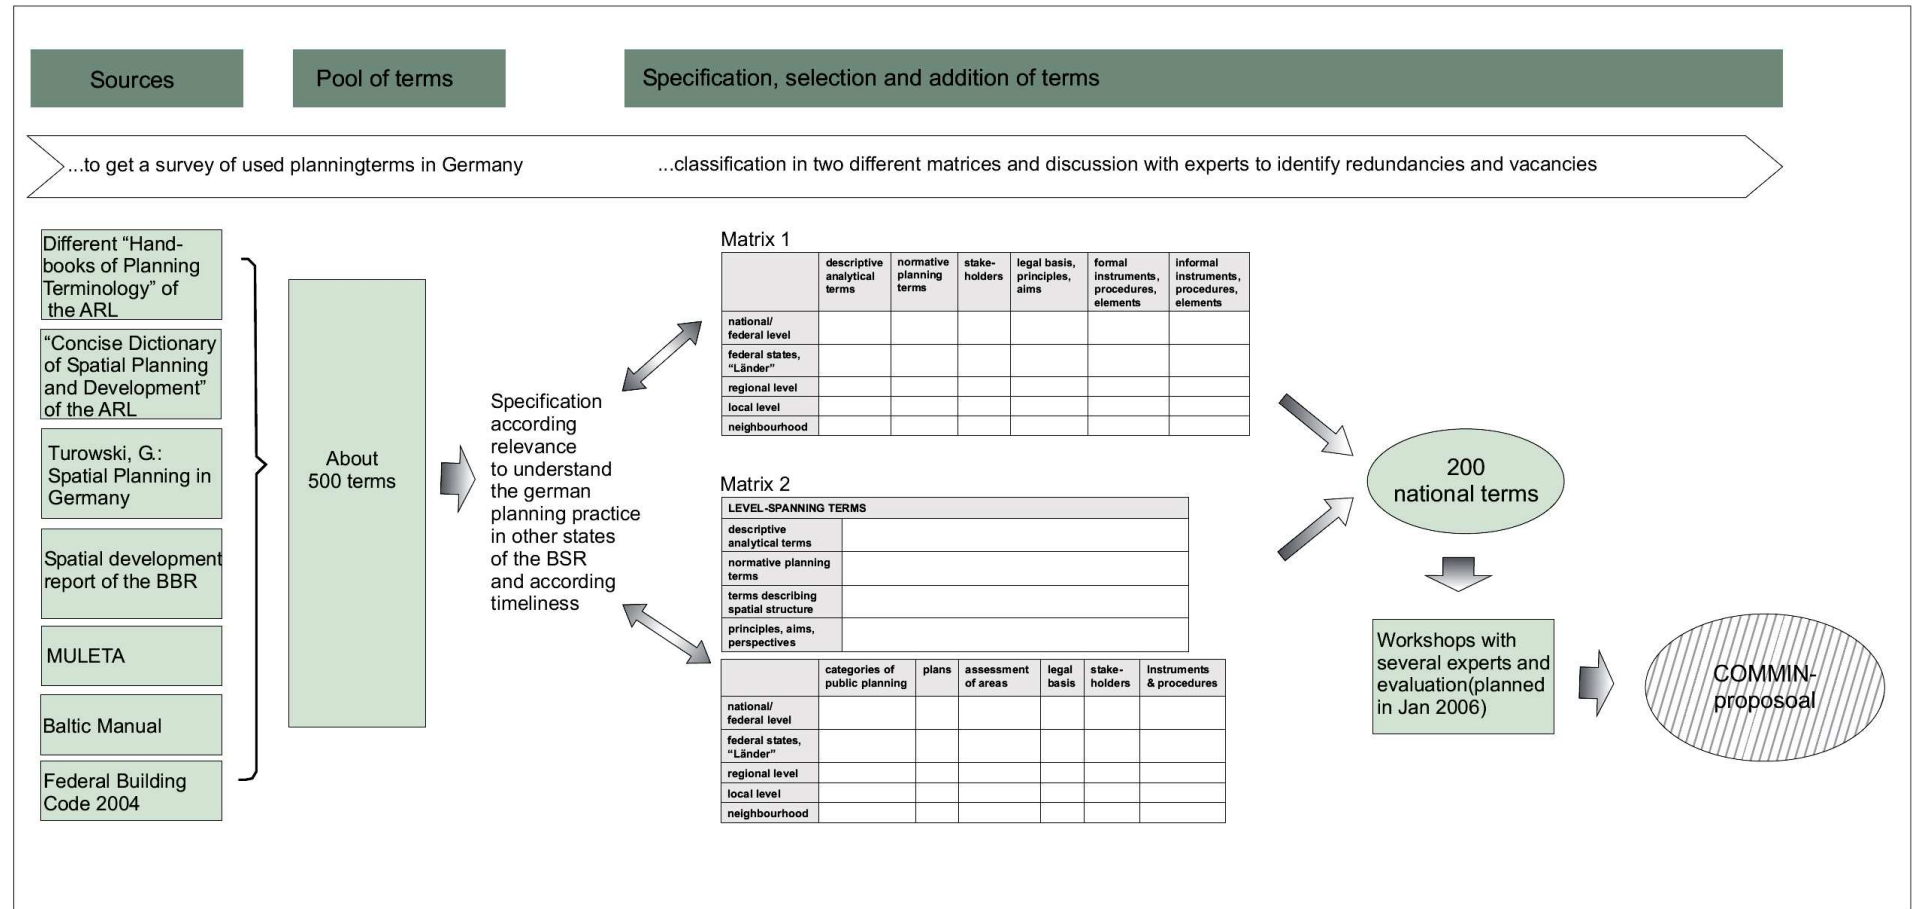 Sources
Pool of terms
Specification, selection and addition of terms
...to get a survey of used planningterms in Germany
...classification in two different matrices and discussion with experts to identify redundancies and vacancies
Different “Hand-
books of Planning
Terminology” of
the ARL
“Concise Dictionary
of Spatial Planning
and Development”
of the ARL
Turowski, G.:
Spatial Planning in
Germany
Spatial development
report of the BBR
MULETA
Baltic Manual
Federal Building
Code 2004
About
500 terms
Specification
according
relevance
to understand
the german
planning practice
in other states
of the BSR
and according
timeliness
Matrix 1
descriptive
analytical
terms
normative
planning
terms
stake-
holders
legal basis,
principles,
aims
formal
instruments,
procedures,
elements
informal
instruments,
procedures,
elements
national/
federal level
federal states,
“Länder”
regional level
local level
neighbourhood
Matrix 2
LEVEL-SPANNING TERMS
descriptive
analytical terms
normative planning
terms
terms describing
spatial structure
principles, aims,
perspectives
categories of
public planning
plans
assessment
of areas
legal
basis
stake-
holders
Instruments
& procedures
national/
federal level
federal states,
“Länder”
regional level
local level
neighbourhood
200
national terms
Workshops with
several experts and
evaluation(planned
in Jan 2006)
COMMIN-
proposoal